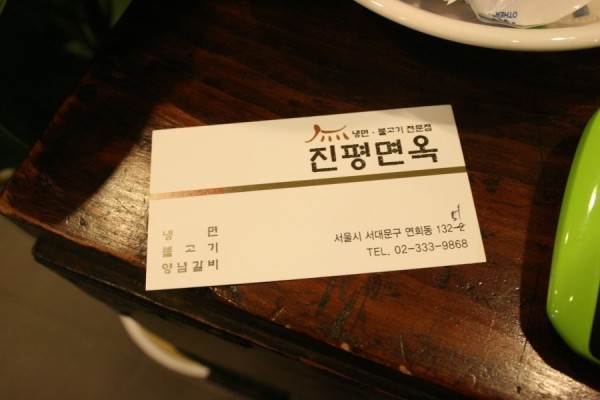 OTHER
냉면·불고기 전문점
진평면옥
냉면
불고기
양념갈비
서울시 서대문구 연희동 132-2
TEL. 02-333-9868